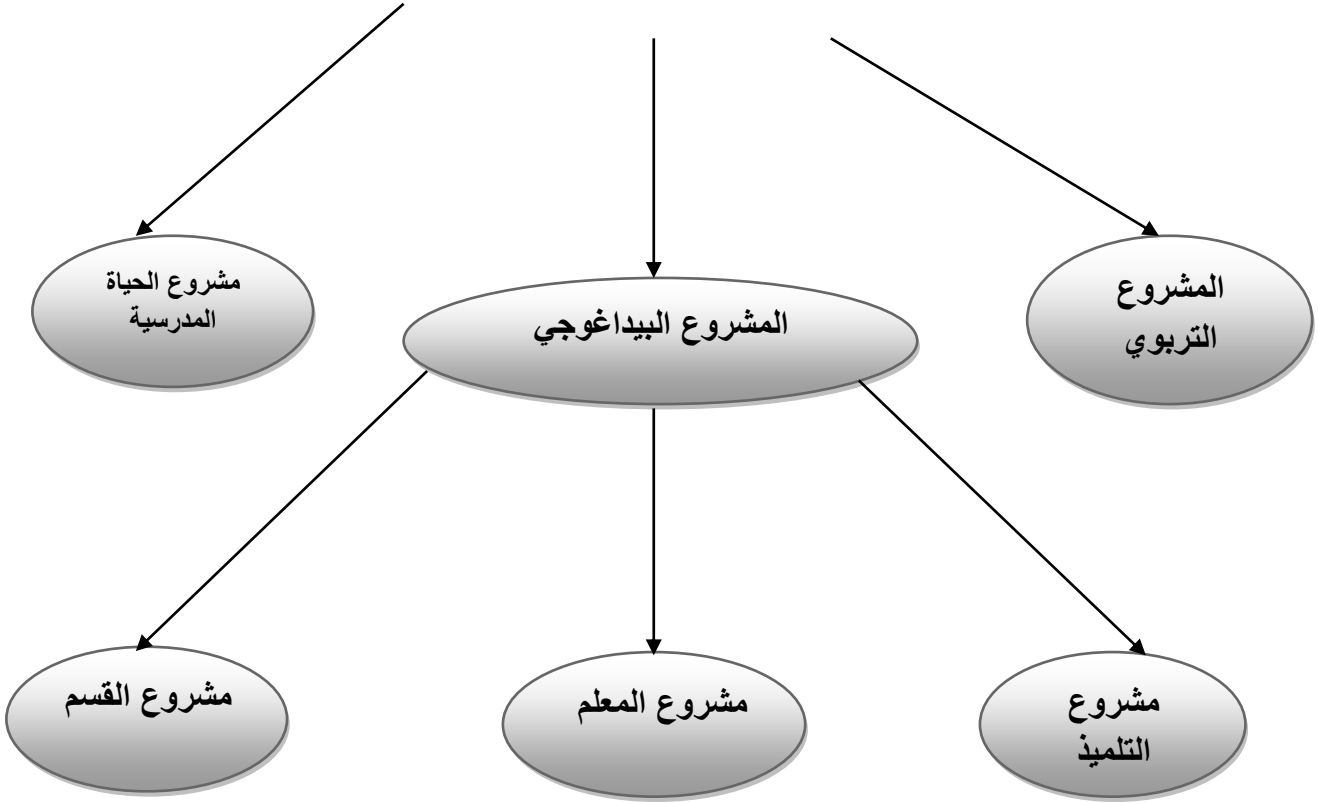 المشروع
التربوي
المشروع البيداغوجي
مشروع الحياة
المدرسية
مشروع
التلميذ
مشروع المعلم
مشروع القسم